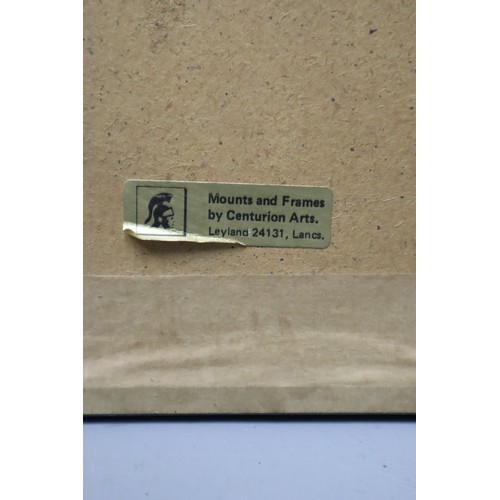 Mounts and Frames
by Centurion Arts.
Leyland 24131, Lancs.